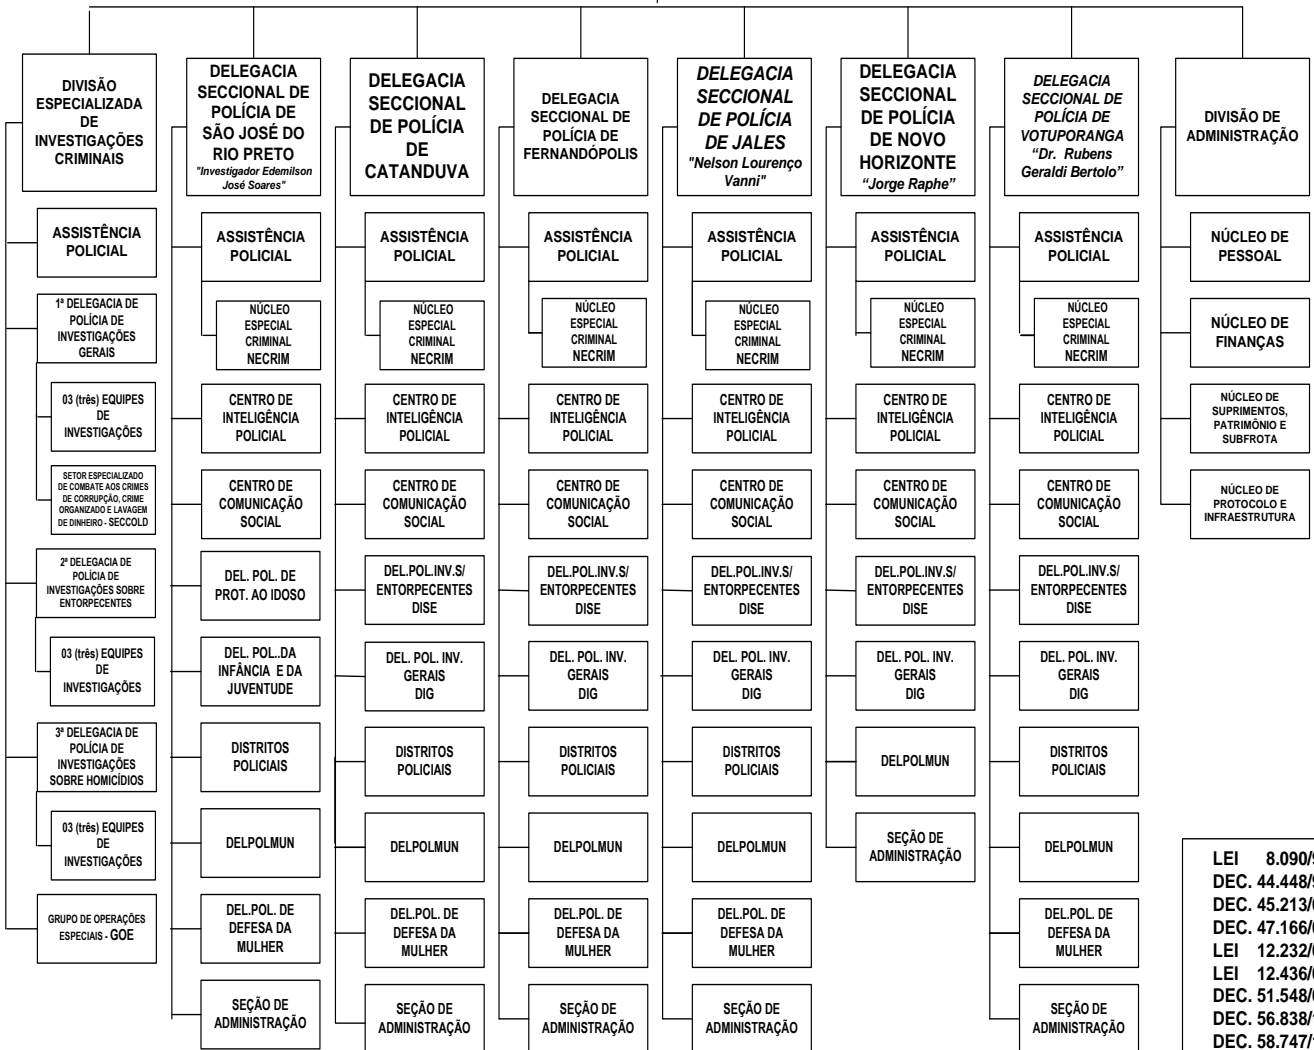 DIVISÃO
ESPECIALIZADA
DE
INVESTIGAÇÕES
CRIMINAIS
ASSISTÊNCIA
POLICIAL
1ª DELEGACIA DE
POLÍCIA DE
INVESTIGAÇÕES
GERAIS
03 (três) EQUIPES
DE
INVESTIGAÇÕES
SETOR ESPECIALIZADO
DE COMBATE AOS CRIMES
DE CORRUPÇÃO, CRIME
ORGANIZADO E LAVAGEM
DE DINHEIRO - SECCOLD
2ª DELEGACIA DE
POLÍCIA DE
INVESTIGAÇÕES SOBRE
ENTORPECENTES
03 (três) EQUIPES
DE
INVESTIGAÇÕES
3ª DELEGACIA DE
POLÍCIA DE
INVESTIGAÇÕES
SOBRE HOMICÍDIOS
03 (três) EQUIPES
DE
INVESTIGAÇÕES
GRUPO DE OPERAÇÕES
ESPECIAIS - GOE
DELEGACIA
SECCIONAL DE
POLÍCIA DE
SÃO JOSÉ DO
RIO PRETO
"Investigador Edemilson
José Soares"
ASSISTÊNCIA
POLICIAL
NÚCLEO
ESPECIAL
CRIMINAL
NECRIM
CENTRO DE
INTELIGÊNCIA
POLICIAL
CENTRO DE
COMUNICAÇÃO
SOCIAL
DEL. POL. DE
PROT. AO IDOSO
DEL. POL..DA
INFÂNCIA E DA
JUVENTUDE
DISTRITOS
POLICIAIS
DELPOLMUN
DEL.POL. DE
DEFESA DA
MULHER
SEÇÃO DE
ADMINISTRAÇÃO
DELEGACIA
SECCIONAL
DE POLÍCIA
DE
CATANDUVA
ASSISTÊNCIA
POLICIAL
NÚCLEO
ESPECIAL
CRIMINAL
NECRIM
CENTRO DE
INTELIGÊNCIA
POLICIAL
CENTRO DE
COMUNICAÇÃO
SOCIAL
DEL.POL.INV.S/
ENTORPECENTES
DISE
DEL. POL. INV.
GERAIS
DIG
DISTRITOS
POLICIAIS
DELPOLMUN
DEL.POL. DE
DEFESA DA
MULHER
SEÇÃO DE
ADMINISTRAÇÃO
DELEGACIA
SECCIONAL DE
POLÍCIA DE
FERNANDÓPOLIS
ASSISTÊNCIA
POLICIAL
NÚCLEO
ESPECIAL
CRIMINAL
NECRIM
CENTRO DE
INTELIGÊNCIA
POLICIAL
CENTRO DE
COMUNICAÇÃO
SOCIAL
DEL.POL.INV.S/
ENTORPECENTES
DISE
DEL. POL. INV.
GERAIS
DIG
DISTRITOS
POLICIAIS
DELPOLMUN
DEL.POL. DE
DEFESA DA
MULHER
SEÇÃO DE
ADMINISTRAÇÃO
DELEGACIA
SECCIONAL
DE POLÍCIA
DE JALES
"Nelson Lourenço
Vanni"
ASSISTÊNCIA
POLICIAL
NÚCLEO
ESPECIAL
CRIMINAL
NECRIM
CENTRO DE
INTELIGÊNCIA
POLICIAL
CENTRO DE
COMUNICAÇÃO
SOCIAL
DEL.POL.INV.S/
ENTORPECENTES
DISE
DEL. POL. INV.
GERAIS
DIG
DISTRITOS
POLICIAIS
DELPOLMUN
DEL.POL. DE
DEFESA DA
MULHER
SEÇÃO DE
ADMINISTRAÇÃO
DELEGACIA
SECCIONAL
DE POLÍCIA
DE NOVO
HORIZONTE
“Jorge Raphe”
ASSISTÊNCIA
POLICIAL
NÚCLEO
ESPECIAL
CRIMINAL
NECRIM
CENTRO DE
INTELIGÊNCIA
POLICIAL
CENTRO DE
COMUNICAÇÃO
SOCIAL
DEL.POL.INV.S/
ENTORPECENTES
DISE
DEL. POL. INV.
GERAIS
DIG
DELPOLMUN
SEÇÃO DE
ADMINISTRAÇÃO
DELEGACIA
SECCIONAL DE
POLÍCIA DE
VOTUPORANGA
“Dr. Rubens
Geraldi Bertolo”
ASSISTÊNCIA
POLICIAL
NÚCLEO
ESPECIAL
CRIMINAL
NECRIM
CENTRO DE
INTELIGÊNCIA
POLICIAL
CENTRO DE
COMUNICAÇÃO
SOCIAL
DEL.POL.INV.S/
ENTORPECENTES
DISE
DEL. POL. INV.
GERAIS
DIG
DISTRITOS
POLICIAIS
DELPOLMUN
DEL.POL. DE
DEFESA DA
MULHER
SEÇÃO DE
ADMINISTRAÇÃO
DIVISÃO DE
ADMINISTRAÇÃO
NÚCLEO DE
PESSOAL
NÚCLEO DE
FINANÇAS
NÚCLEO DE
SUPRIMENTOS,
PATRIMÔNIO E
SUBFROTA
NÚCLEO DE
PROTOCOLO E
INFRAESTRUTURA
LEI 8.090/
DEC. 44.448/
DEC. 45.213/
DEC. 47.166/
LEI 12.232/
LEI 12.436/
DEC. 51.548/
DEC. 56.838/
DEC. 58.747/